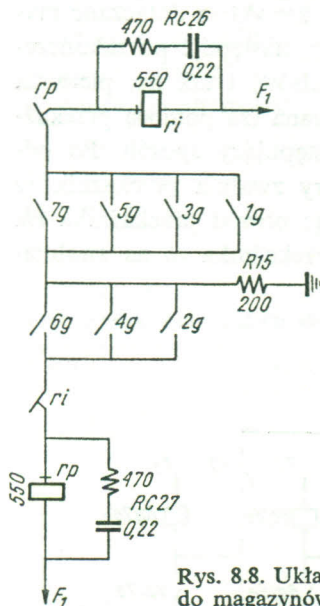 RC26
470
0,22
550
rp
ri
F₁
7g
5g
3g
1g
R15
200
6g
4g
2g
ri
rp
550
470
RC27
0,22
F₁
Rys. 8.8. Ukła
do magazynów